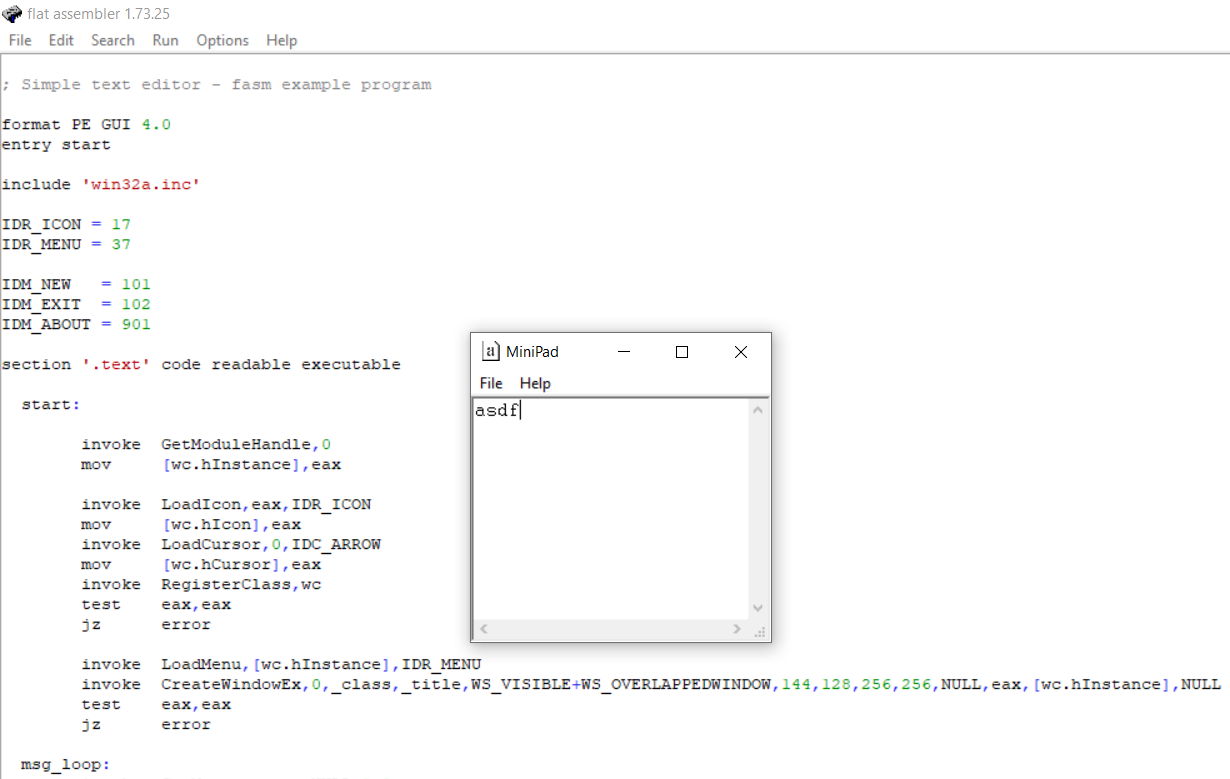 flat assembler 1.73.25
File Edit Search Run Options Help
; Simple text editor - fasm example program
format PE GUI 4.0
entry start
include 'win32a.inc'
IDR_ICON = 17
IDR_MENU = 37
IDM_NEW   = 101
IDM_EXIT  = 102
IDM_ABOUT = 901
section '.text' code readable executable
  start:
        invoke  GetModuleHandle,0
        mov     [wc.hInstance],eax
        invoke  LoadIcon,eax,IDR_ICON
        mov     [wc.hIcon],eax
        invoke  LoadCursor,0,IDC_ARROW
        mov     [wc.hCursor],eax
        invoke  RegisterClass,wc
        test    eax,eax
        jz      error
        invoke  LoadMenu,[wc.hInstance],IDR_MENU
        invoke  CreateWindowEx,0,_class,_title,WS_VISIBLE+WS_OVERLAPPEDWINDOW,144,128,256,256,NULL,eax,[wc.hInstance],NULL
        test    eax,eax
        jz      error
  msg_loop:
a MiniPad
File Help
asdf